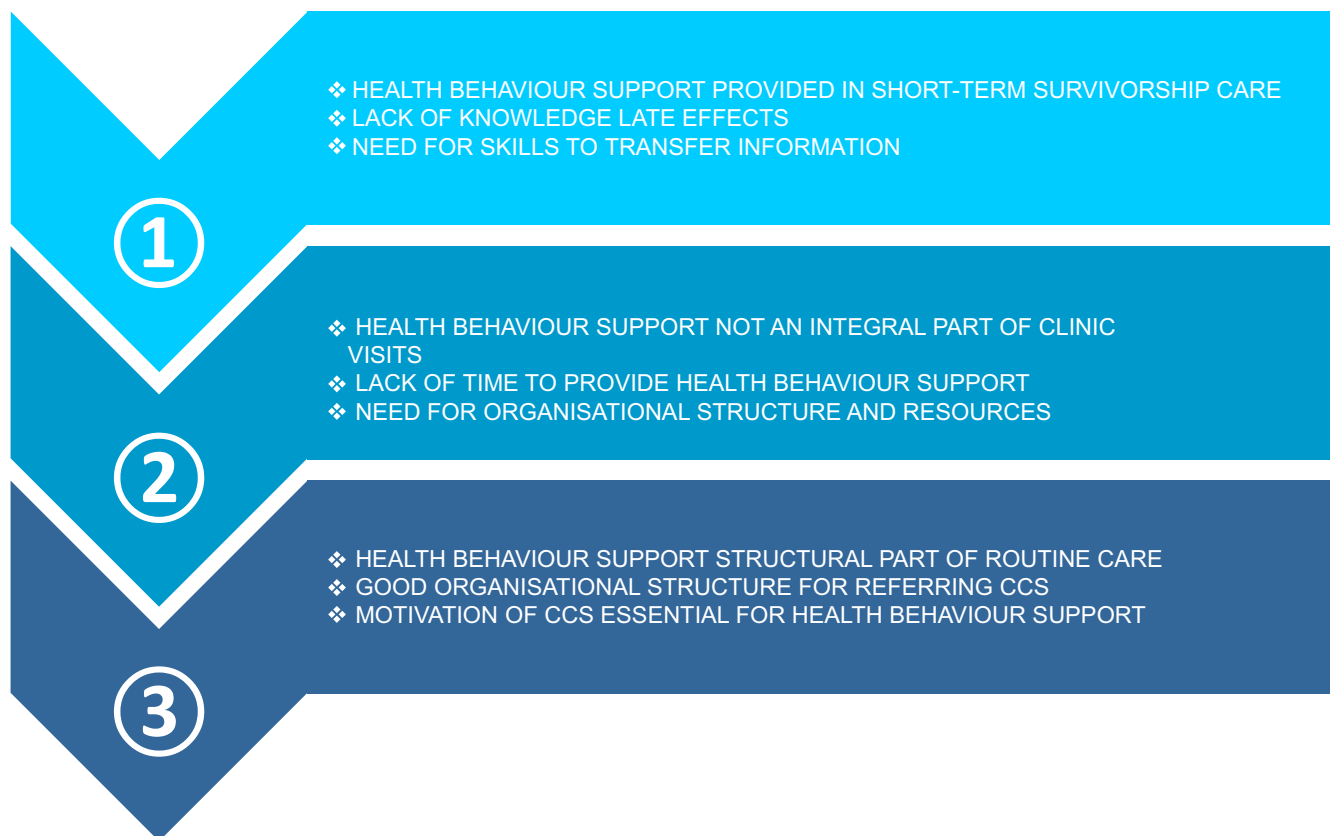 ❖ HEALTH BEHAVIOUR SUPPORT PROVIDED IN SHORT-TERM SURVIVORSHIP CARE
❖ LACK OF KNOWLEDGE LATE EFFECTS
❖ NEED FOR SKILLS TO TRANSFER INFORMATION
①
❖ HEALTH BEHAVIOUR SUPPORT NOT AN INTEGRAL PART OF CLINIC
VISITS
❖ LACK OF TIME TO PROVIDE HEALTH BEHAVIOUR SUPPORT
❖ NEED FOR ORGANISATIONAL STRUCTURE AND RESOURCES
②
❖ HEALTH BEHAVIOUR SUPPORT STRUCTURAL PART OF ROUTINE CARE
❖ GOOD ORGANISATIONAL STRUCTURE FOR REFERRING CCS
❖ MOTIVATION OF CCS ESSENTIAL FOR HEALTH BEHAVIOUR SUPPORT
③